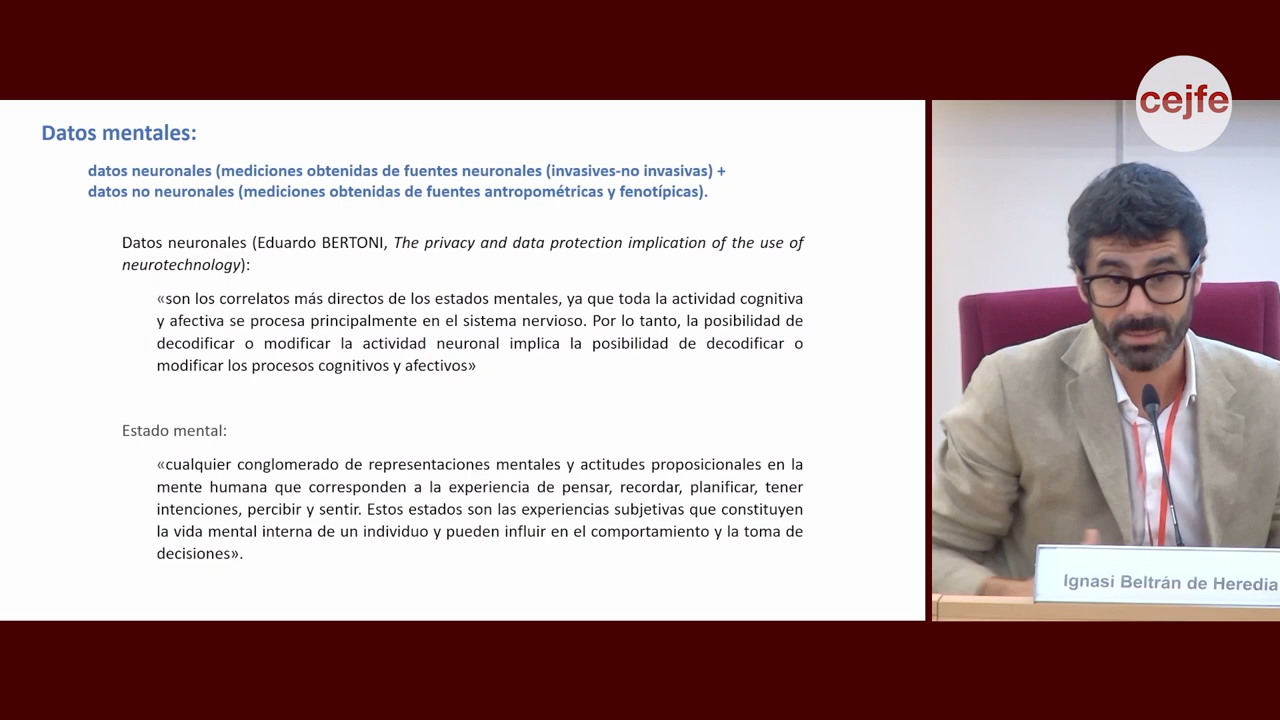 cejfe
Datos mentales:
datos neuronales (mediciones obtenidas de fuentes neuronales (invasives-no invasivas) +
datos no neuronales (mediciones obtenidas de fuentes antropométricas y fenotípicas).
Datos neuronales (Eduardo BERTONI, The privacy and data protection implication of the use of
neurotechnology):
«son los correlatos más directos de los estados mentales, ya que toda la actividad cognitiva
y afectiva se procesa principalmente en el sistema nervioso. Por lo tanto, la posibilidad de
decodificar o modificar la actividad neuronal implica la posibilidad de decodificar o
modificar los procesos cognitivos y afectivos»
Estado mental:
«cualquier conglomerado de representaciones mentales y actitudes proposicionales en la
mente humana que corresponden a la experiencia de pensar, recordar, planificar, tener
intenciones, percibir y sentir. Estos estados son las experiencias subjetivas que constituyen
la vida mental interna de un individuo y pueden influir en el comportamiento y la toma de
decisiones».
Ignasi Beltrán de Heredia